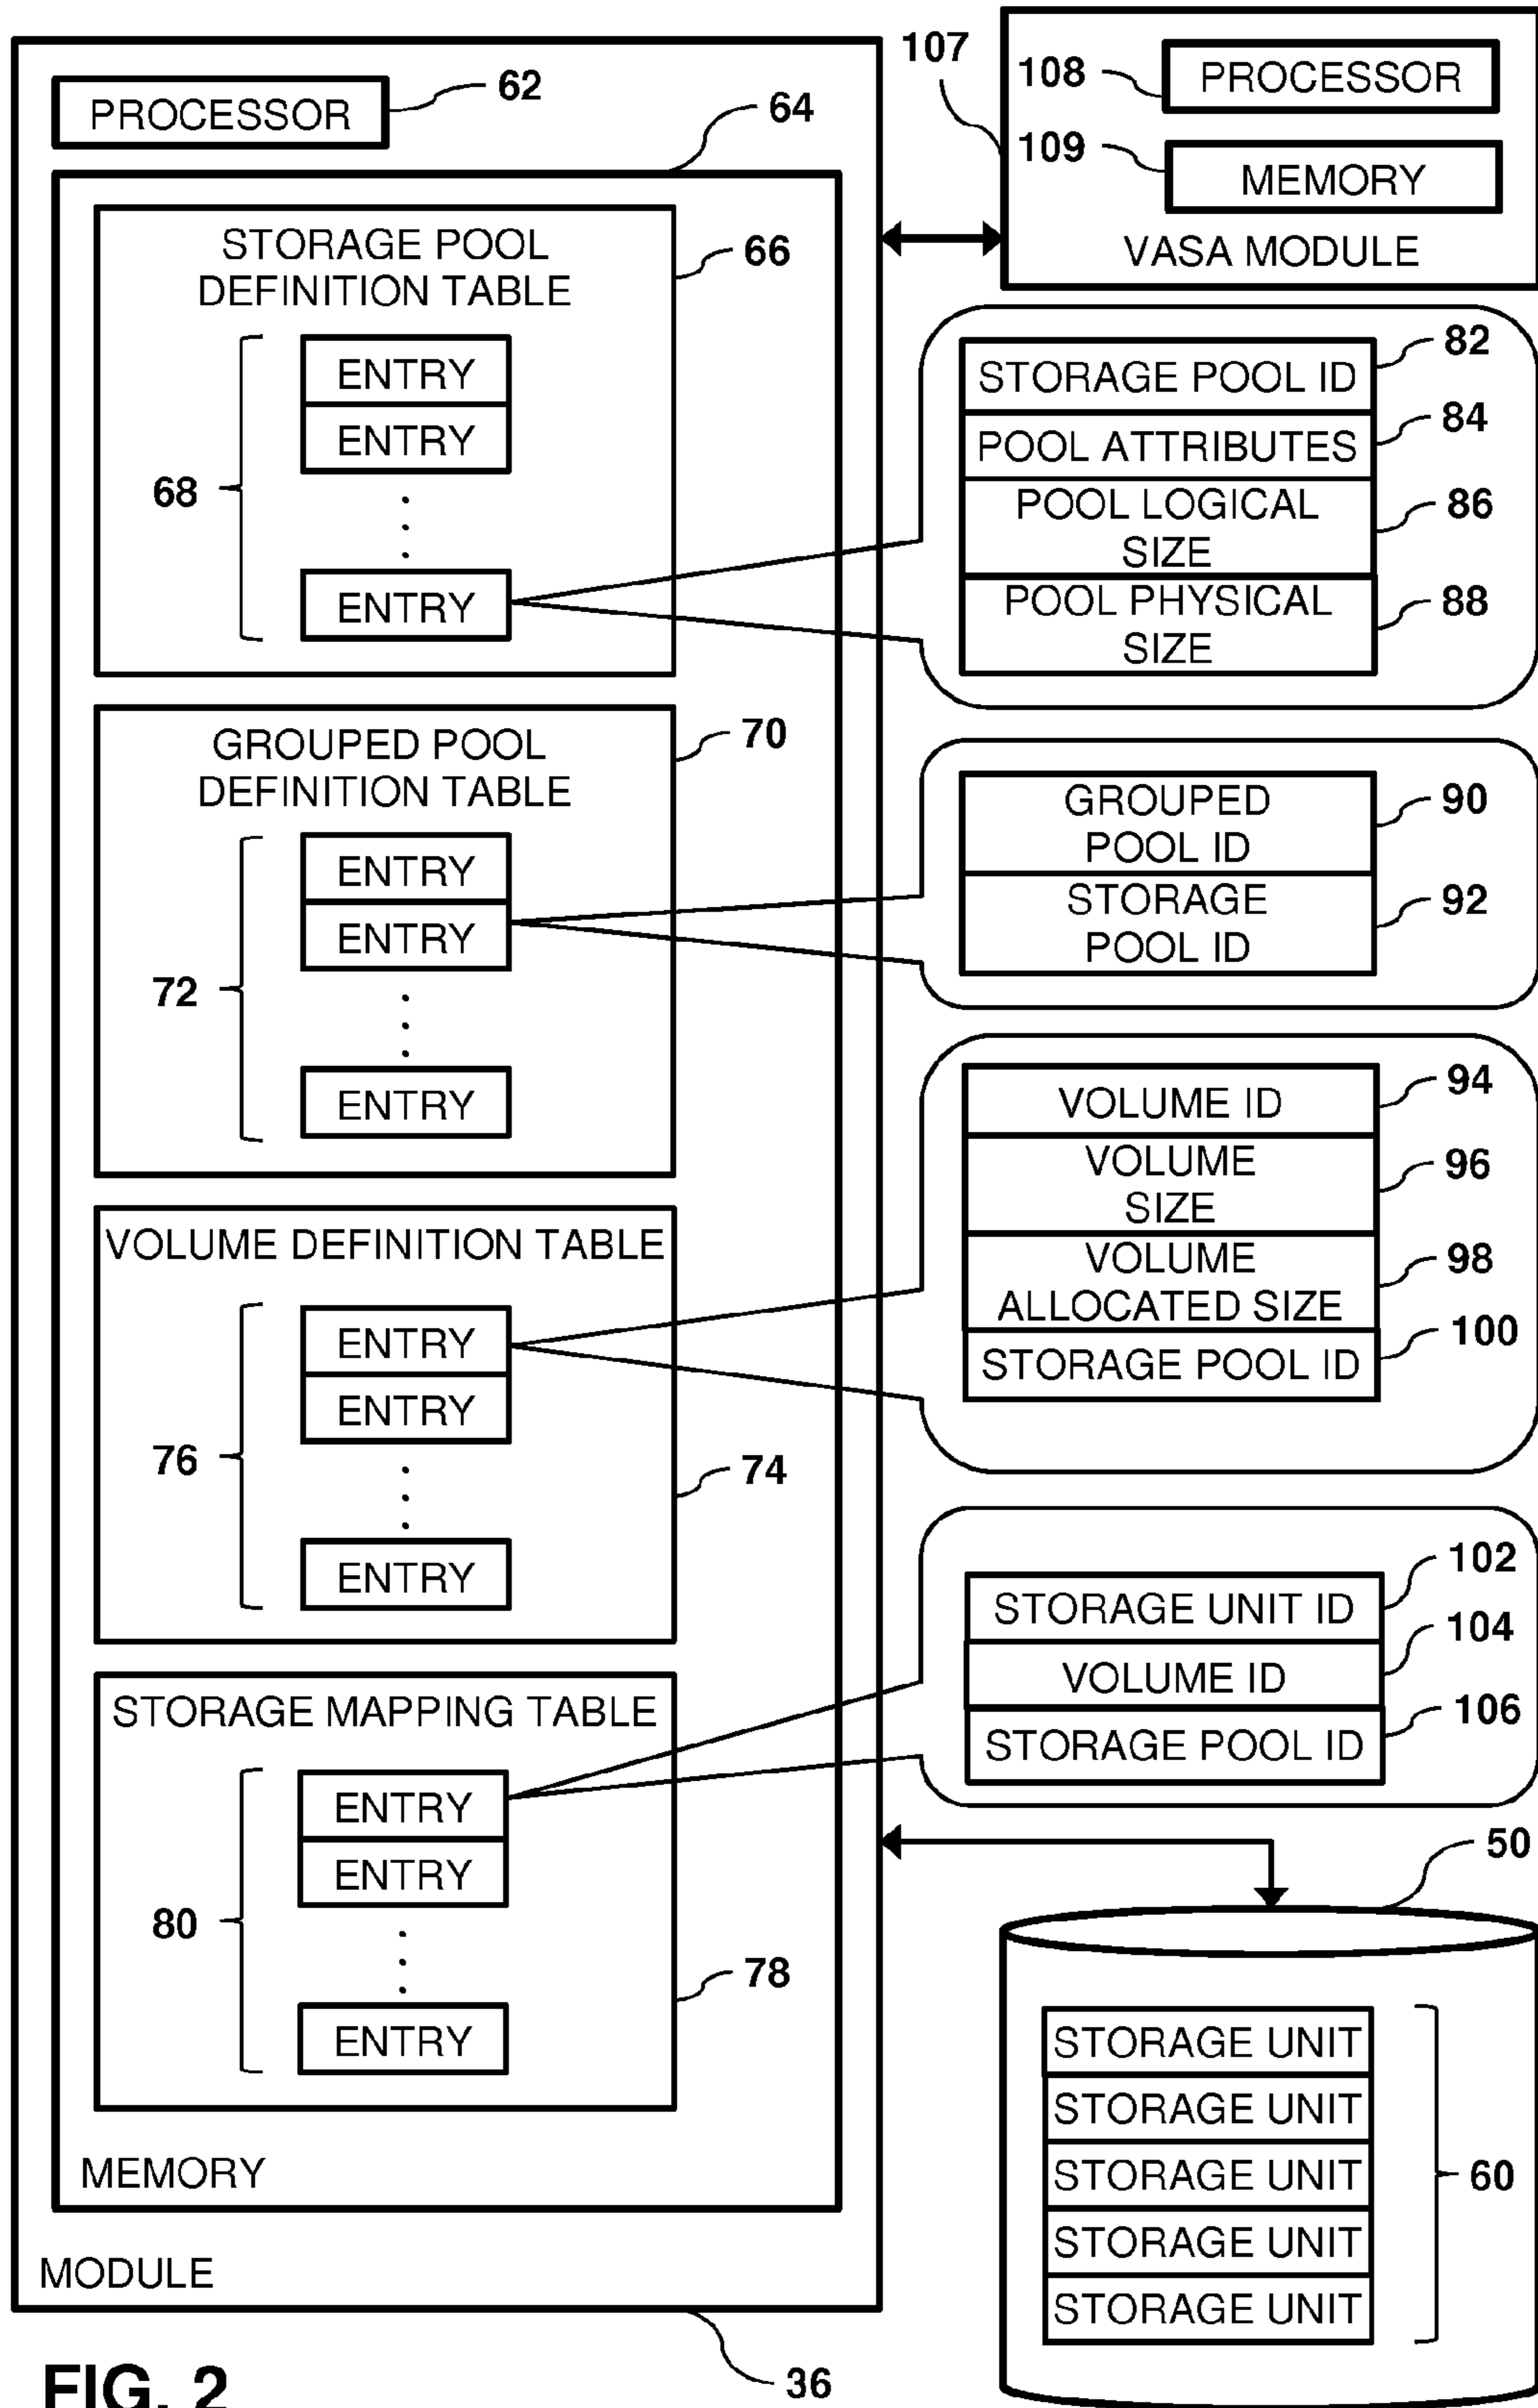 PROCESSOR
62
64
STORAGE POOL
DEFINITION TABLE
66
68
ENTRY
ENTRY
ENTRY
GROUPED POOL
DEFINITION TABLE
70
72
ENTRY
ENTRY
ENTRY
VOLUME DEFINITION TABLE
76
ENTRY
ENTRY
ENTRY
74
STORAGE MAPPING TABLE
80
ENTRY
ENTRY
ENTRY
78
MEMORY
MODULE
36
107
108
PROCESSOR
109
MEMORY
VASA MODULE
STORAGE POOL ID
82
POOL ATTRIBUTES
84
POOL LOGICAL
SIZE
86
POOL PHYSICAL
SIZE
88
GROUPED
POOL ID
90
STORAGE
POOL ID
92
VOLUME ID
94
VOLUME
SIZE
96
VOLUME
ALLOCATED SIZE
98
STORAGE POOL ID
100
STORAGE UNIT ID
102
VOLUME ID
104
STORAGE POOL ID
106
50
STORAGE UNIT
STORAGE UNIT
STORAGE UNIT
STORAGE UNIT
STORAGE UNIT
60
FIG. 2